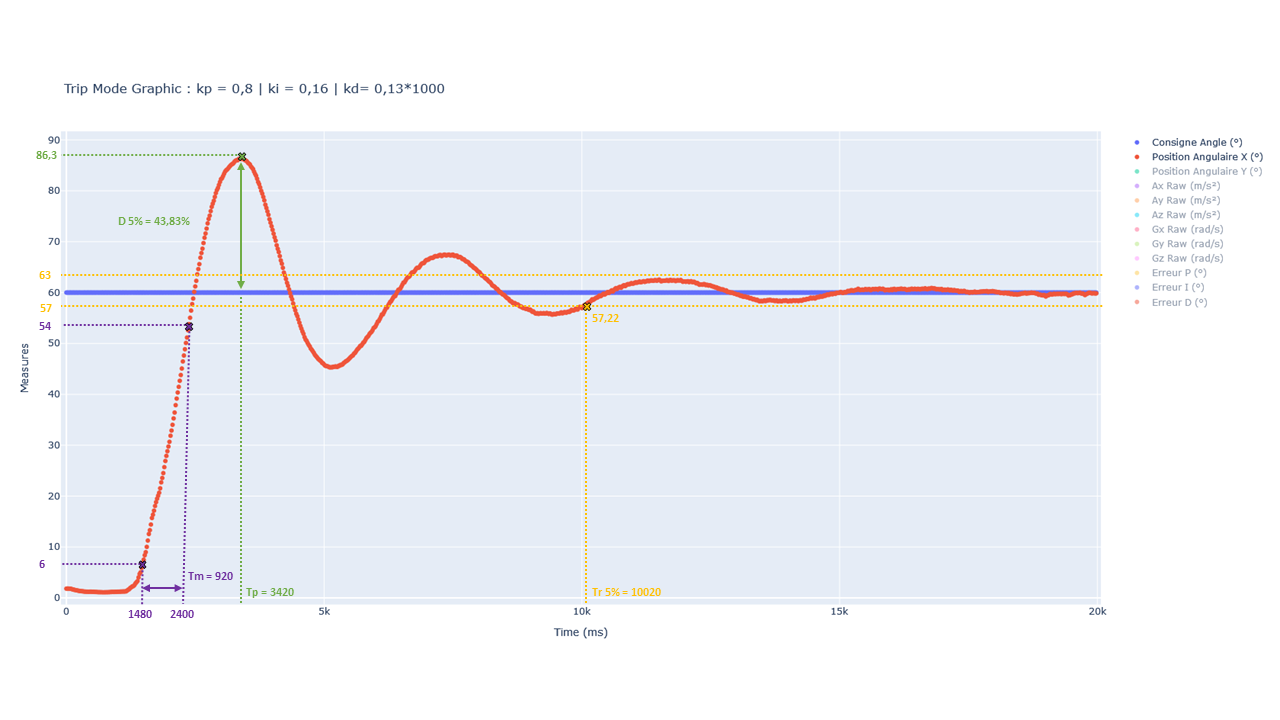 Trip Mode Graphic : kp = 0,8 | ki = 0,16 | kd= 0,13*1000
90
86,3
80
D 5% = 43,83%
70
63
60
57
57,22
54
50
Measures
40
30
20
10
6
Tm = 920
Tp = 3420
Tr 5% = 10020
0
0
1480
2400
5k
10k
15k
20k
Time (ms)
Consigne Angle (°)
Position Angulaire X (°)
Position Angulaire Y (°)
Ax Raw (m/s²)
Ay Raw (m/s²)
Az Raw (m/s²)
Gx Raw (rad/s)
Gy Raw (rad/s)
Gz Raw (rad/s)
Erreur P (°)
Erreur I (°)
Erreur D (°)